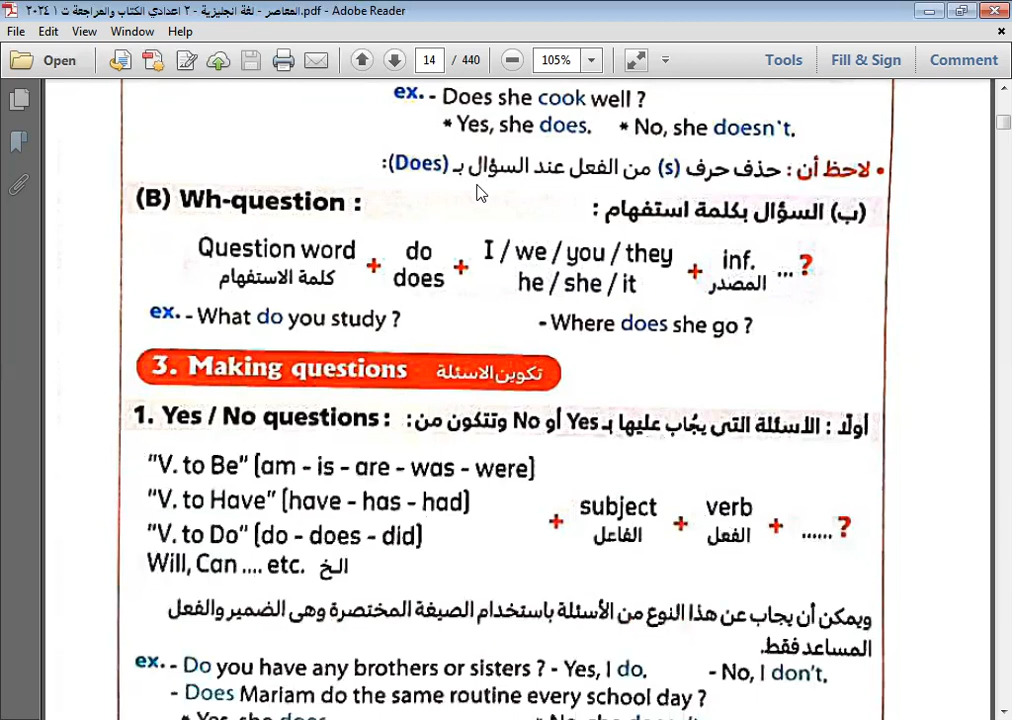 المعاصر - لغة انجليزية - ٢ اعدادي الكتاب والمراجعة ت ١ ٢٠٢٤.pdf - Adobe Reader
File Edit View Window Help
Open 14 / 440 105% Tools Fill & Sign Comment
ex. - Does she cook well ?
* Yes, she does. * No, she doesn't.
• لاحظ أن : حذف حرف (s) من الفعل عند السؤال بـ (Does):
(B) Wh-question : (ب) السؤال بكلمة استفهام :
Question word + do + I / we / you / they + inf. ... ?
كلمة الاستفهام does he / she / it المصدر
ex. - What do you study ? - Where does she go ?
3. Making questions تكوين الاسئلة
1. Yes / No questions : أولًا : الأسئلة التى يجُاب عليها بـ Yes أو No وتتكون من :
"V. to Be" (am - is - are - was - were)
"V. to Have" (have - has - had)
"V. to Do" (do - does - did)
Will, Can .... etc. الـخ
+ subject + verb + ...... ?
الفاعل الفعل
ويمكن أن يجاب عن هذا النوع من الأسئلة باستخدام الصيغة المختصرة وهى الضمير والفعل
المساعد فقط.
ex. - Do you have any brothers or sisters ? - Yes, I do. - No, I don't.
- Does Mariam do the same routine every school day ?
* Yes, she does.